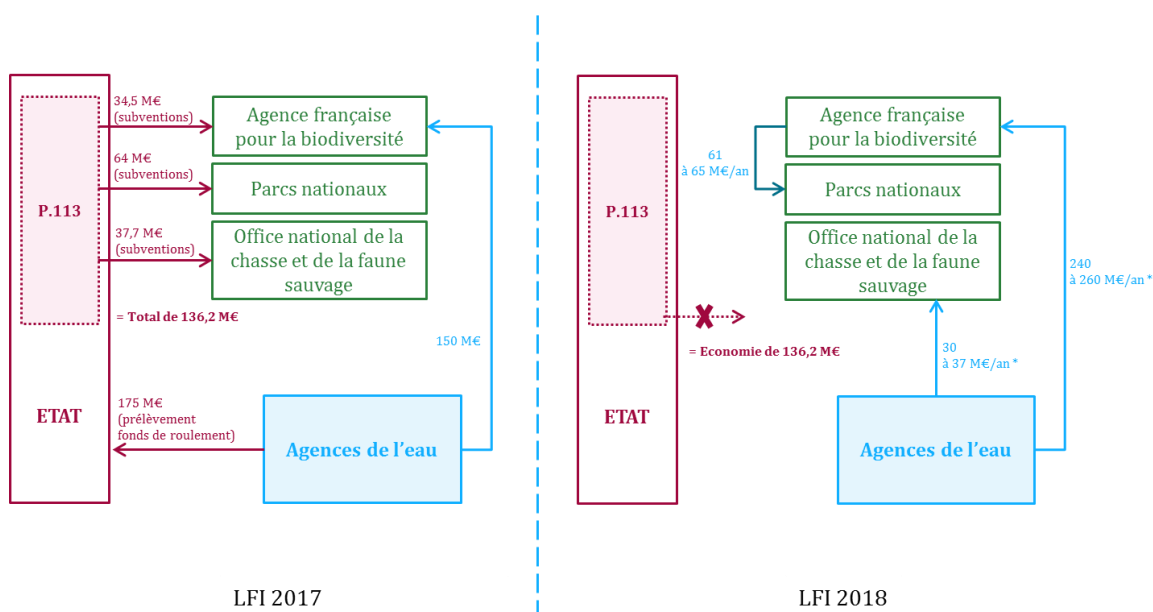 34,5 M€
(subventions)
Agence française
pour la biodiversité
64 M€
(subventions)
Parcs nationaux
P.113
37,7 M€
(subventions)
Office national de la
chasse et de la faune
sauvage
= Total de 136,2 M€
150 M€
ETAT
175 M€
(prélèvement
fonds de roulement)
Agences de l'eau
LFI 2017
Agence française
pour la biodiversité
61
à 65 M€/an
Parcs nationaux
P.113
Office national de la
chasse et de la faune
sauvage
240
à 260 M€/an *
= Economie de 136,2 M€
30
à 37 M€/an *
ETAT
Agences de l'eau
LFI 2018